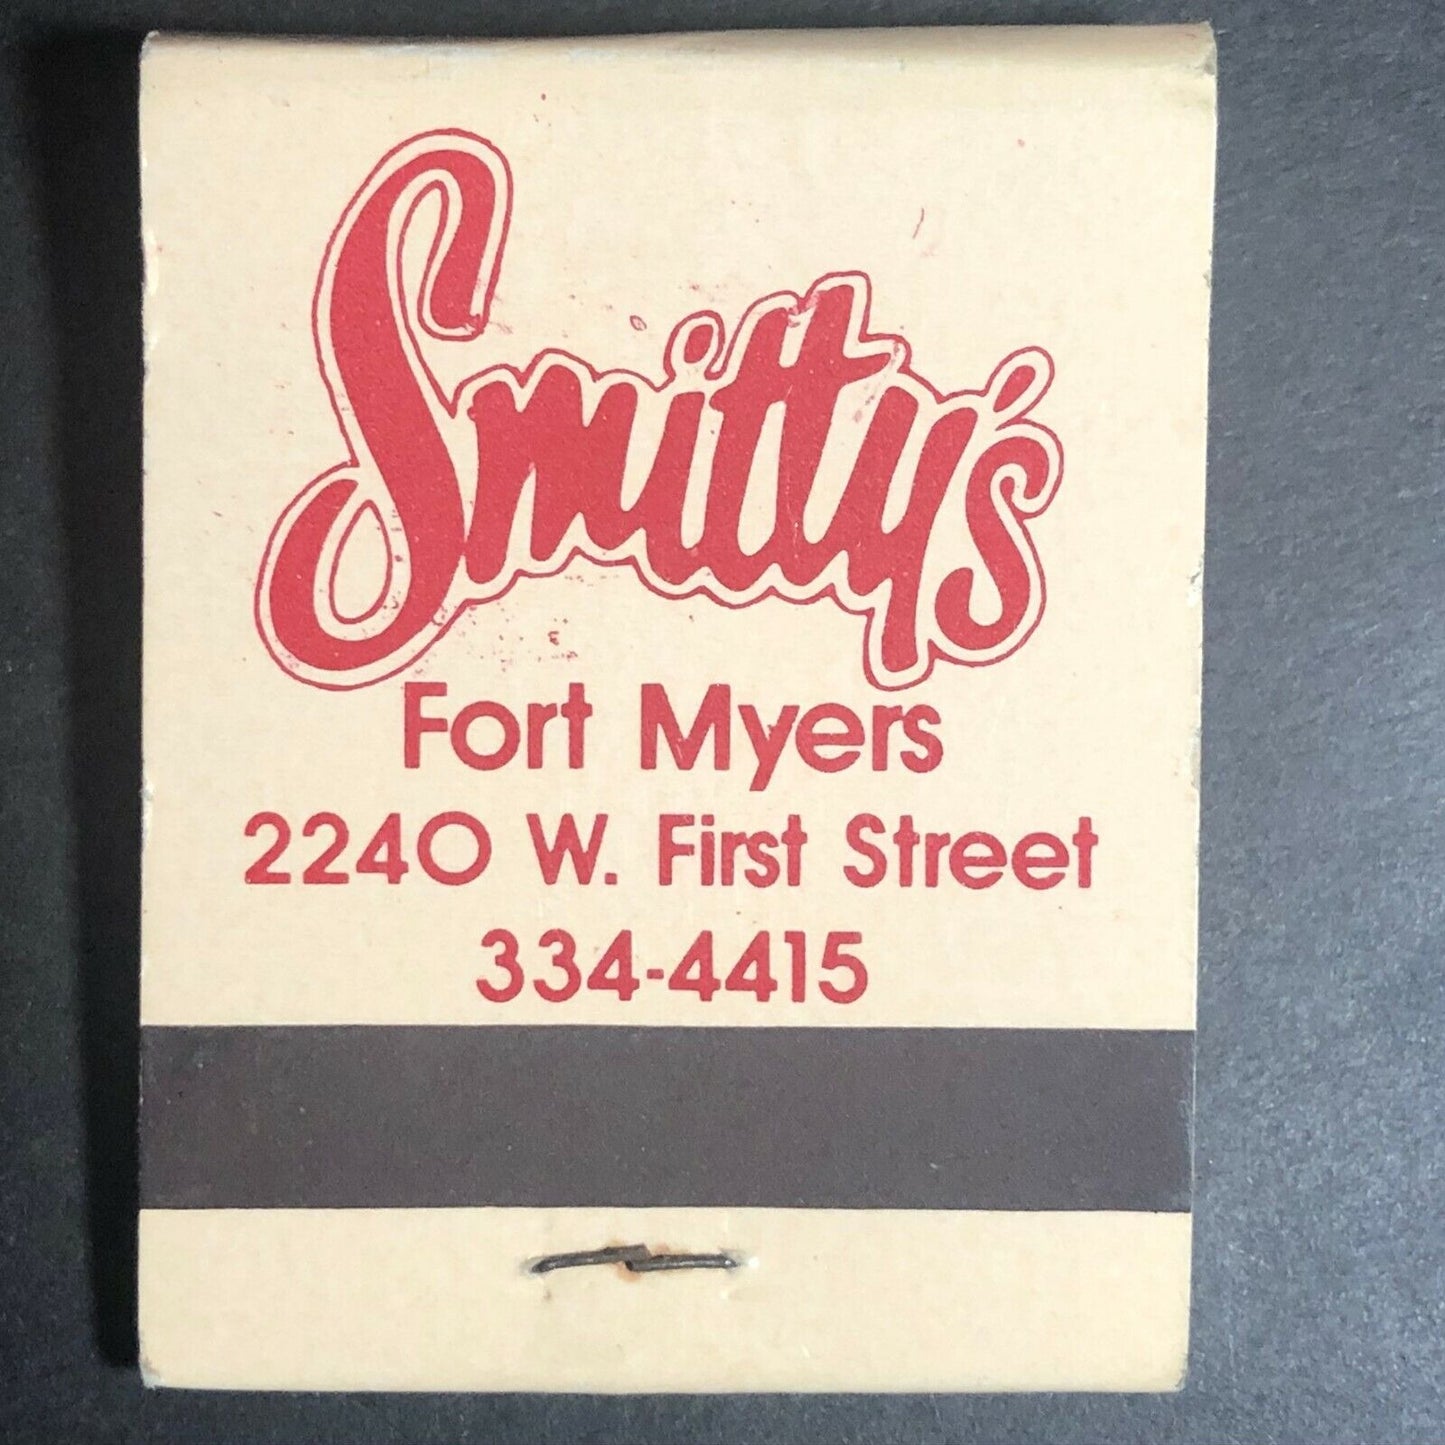 Smitty's
Fort Myers
2240 W. First Street
334-4415